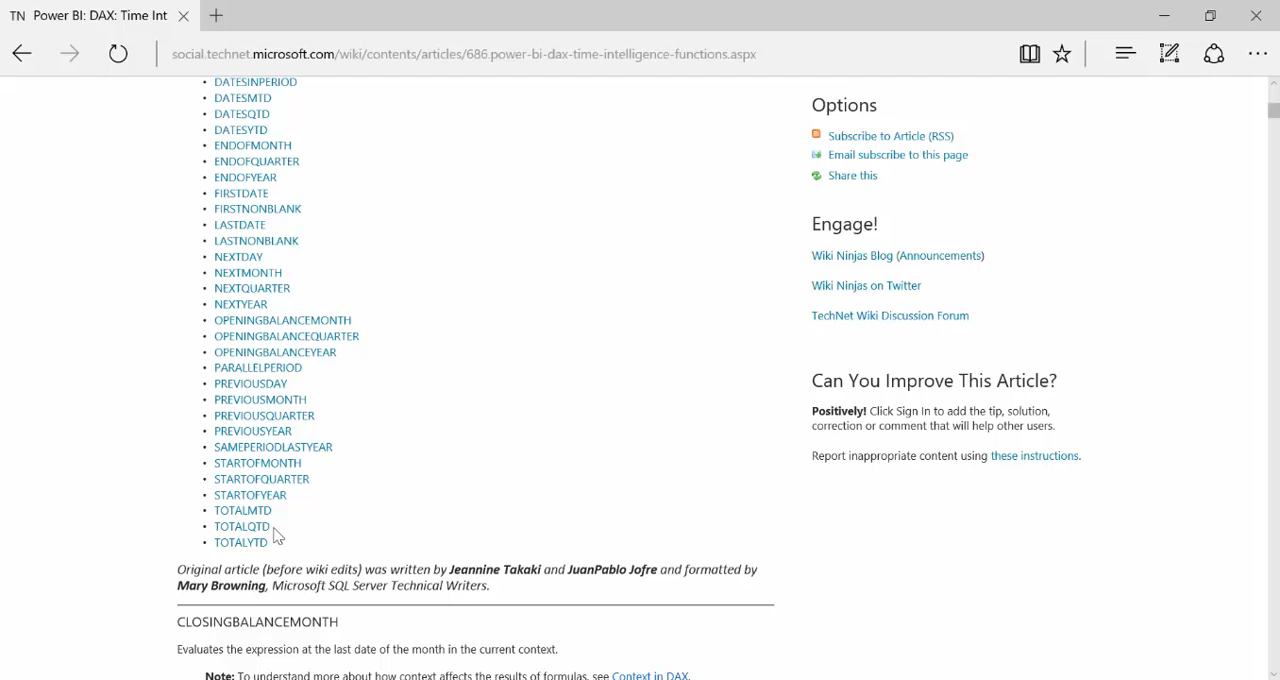 TN Power BI: DAX: Time Int
social.technet.microsoft.com/wiki/contents/articles/686.power-bi-dax-time-intelligence-functions.aspx
• DATESINPERIOD
• DATESMTD
• DATESQTD
• DATESYTD
• ENDOFMONTH
• ENDOFQUARTER
• ENDOFYEAR
• FIRSTDATE
• FIRSTNONBLANK
• LASTDATE
• LASTNONBLANK
• NEXTDAY
• NEXTMONTH
• NEXTQUARTER
• NEXTYEAR
• OPENINGBALANCEMONTH
• OPENINGBALANCEQUARTER
• OPENINGBALANCEYEAR
• PARALLELPERIOD
• PREVIOUSDAY
• PREVIOUSMONTH
• PREVIOUSQUARTER
• PREVIOUSYEAR
• SAMEPERIODLASTYEAR
• STARTOFMONTH
• STARTOFQUARTER
• STARTOFYEAR
• TOTALMTD
• TOTALQTD
• TOTALYTD
Original article (before wiki edits) was written by Jeannine Takaki and JuanPablo Jofre and formatted by
Mary Browning, Microsoft SQL Server Technical Writers.
CLOSINGBALANCEMONTH
Evaluates the expression at the last date of the month in the current context.
Note: To understand more about how context affects the results of formulas, see Context in DAX.
Options
Subscribe to Article (RSS)
Email subscribe to this page
Share this
Engage!
Wiki Ninjas Blog (Announcements)
Wiki Ninjas on Twitter
TechNet Wiki Discussion Forum
Can You Improve This Article?
Positively! Click Sign In to add the tip, solution,
correction or comment that will help other users.
Report inappropriate content using these instructions.